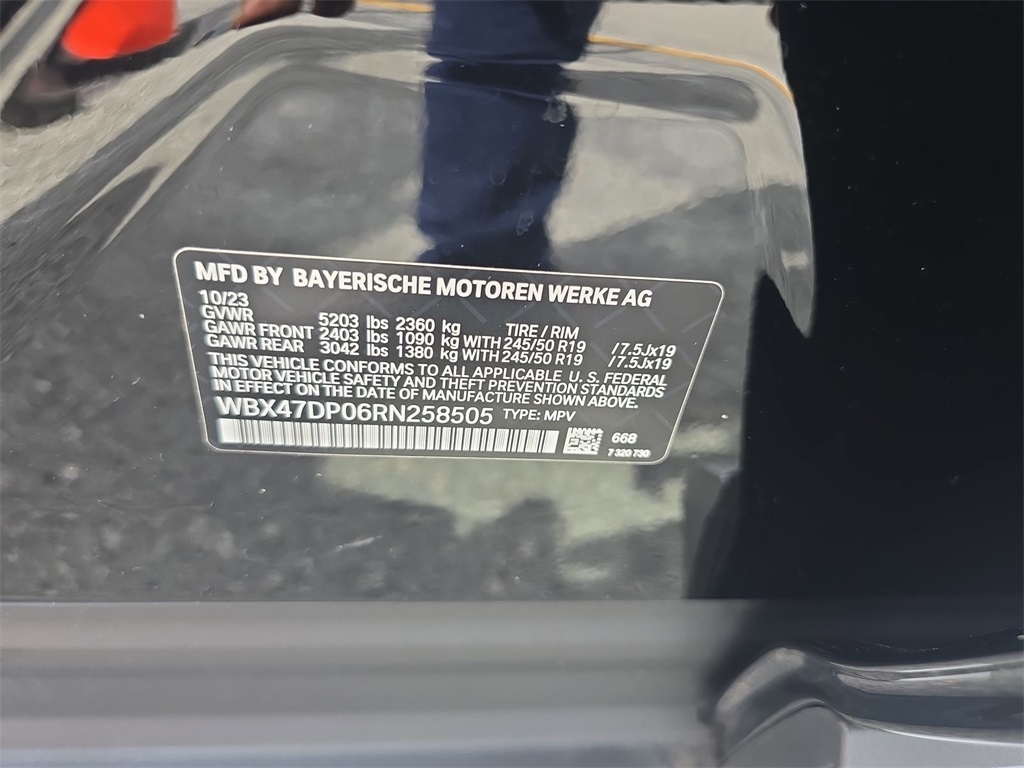 MFD BY BAYERISCHE MOTOREN WERKE AG
10/23
GVWR 5203 lbs 2360 kg TIRE / RIM
GAWR FRONT 2403 lbs 1090 kg WITH 245/50 R19 /7.5Jx19
GAWR REAR 3042 lbs 1380 kg WITH 245/50 R19 /7.5Jx19
THIS VEHICLE CONFORMS TO ALL APPLICABLE U.S. FEDERAL
MOTOR VEHICLE SAFETY AND THEFT PREVENTION STANDARDS
IN EFFECT ON THE DATE OF MANUFACTURE SHOWN ABOVE.
WBX47DP06RN258505 TYPE: MPV
668
7 320 730